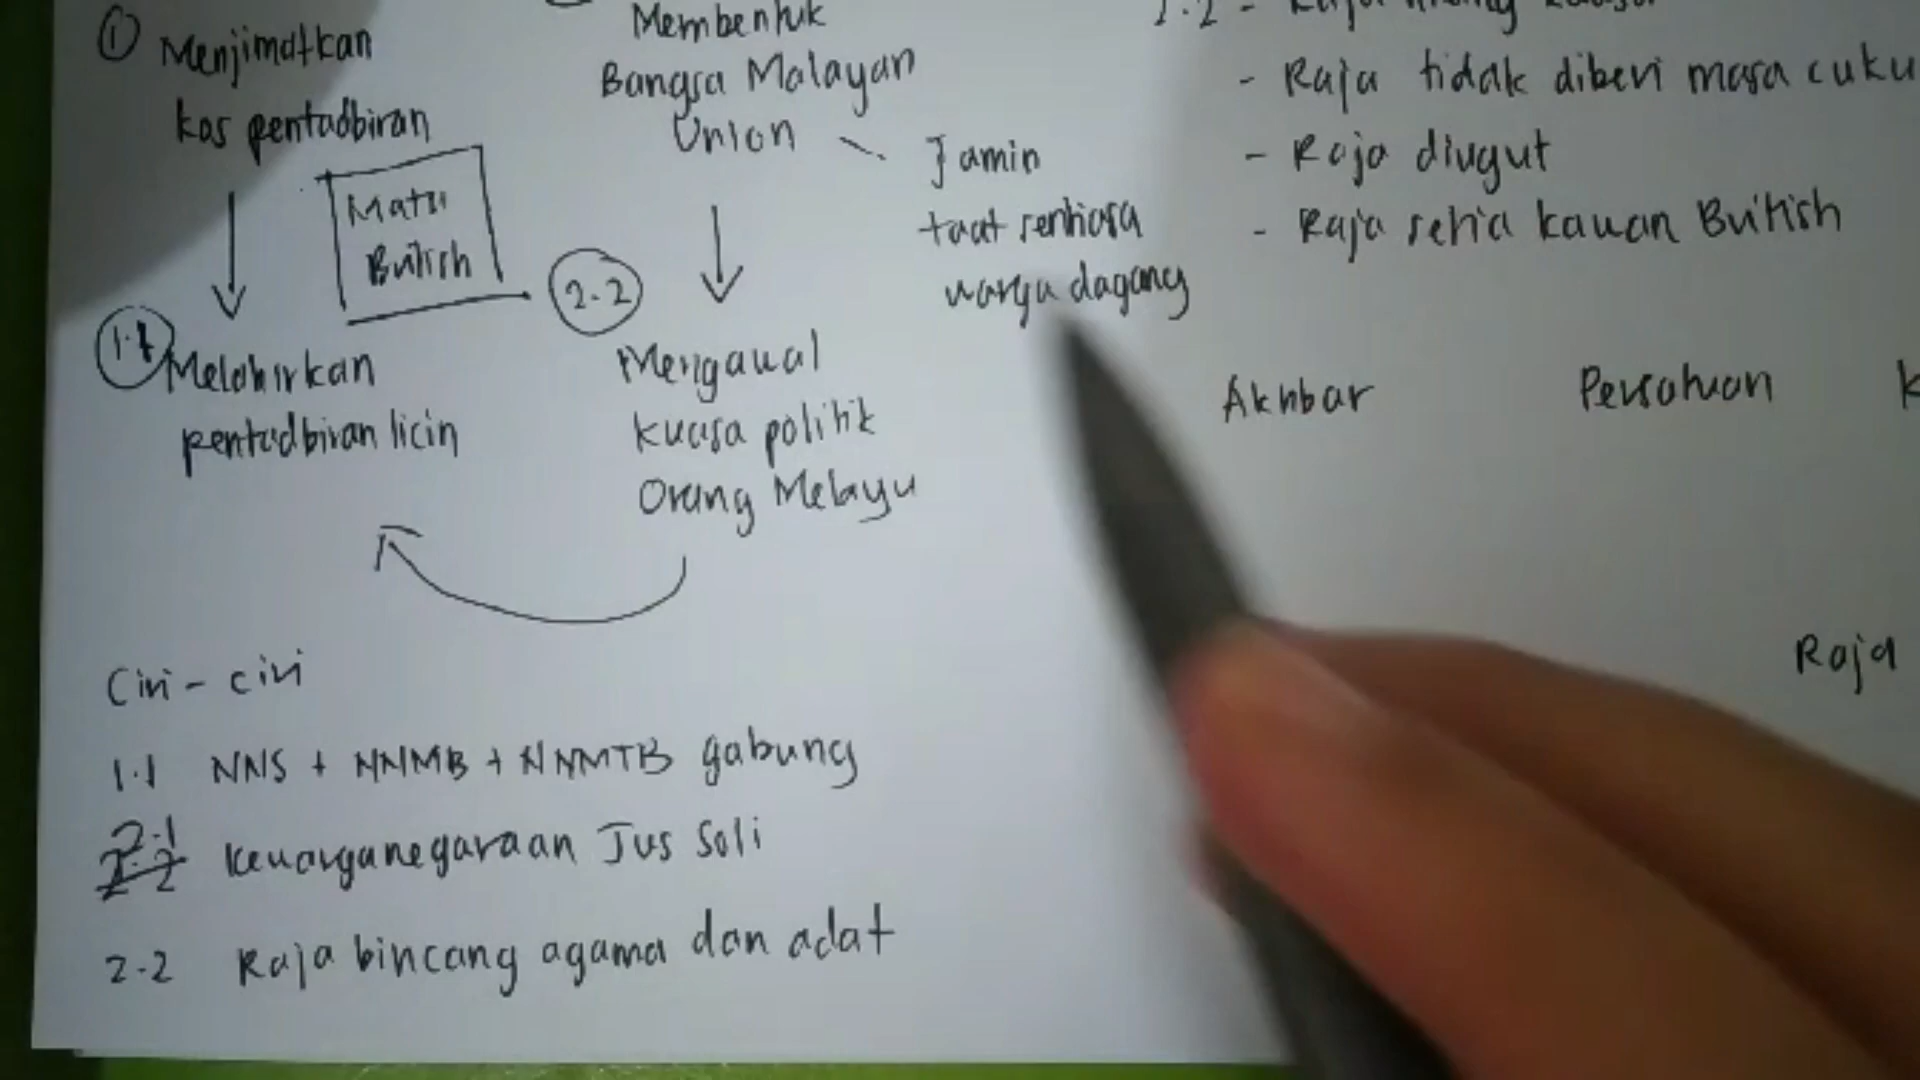 1 Menjimatkan
kos pentadbiran
Matu
British
1.1 Melahirkan
pentadbiran licin
Membentuk
Bangsa Malayan
Union
Jamin
taat sentiasa
warga dagang
2.2
Mengawal
kuasa politik
Orang Melayu
Ciri-ciri
1.1 NNS + NNMB + NNMTB gabung
2.1 Kewarganegaraan Jus Soli
2.2 Raja bincang agama dan adat
- Raja tidak diberi masa cuku
- Raja diugut
- Raja setia kawan British
Akhbar Persatuan K
Raja